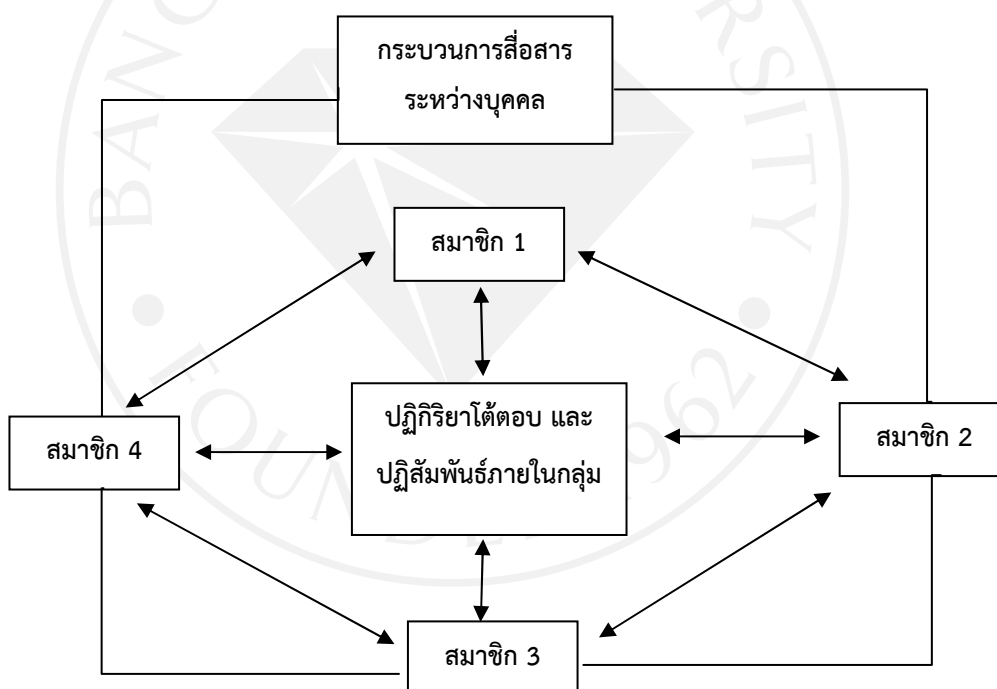 กระบวนการสื่อสาร
ระหว่างบุคคล
สมาชิก 1
ปฏิกิริยาโต้ตอบ และ
ปฏิสัมพันธ์ภายในกลุ่ม
สมาชิก 4
สมาชิก 2
สมาชิก 3